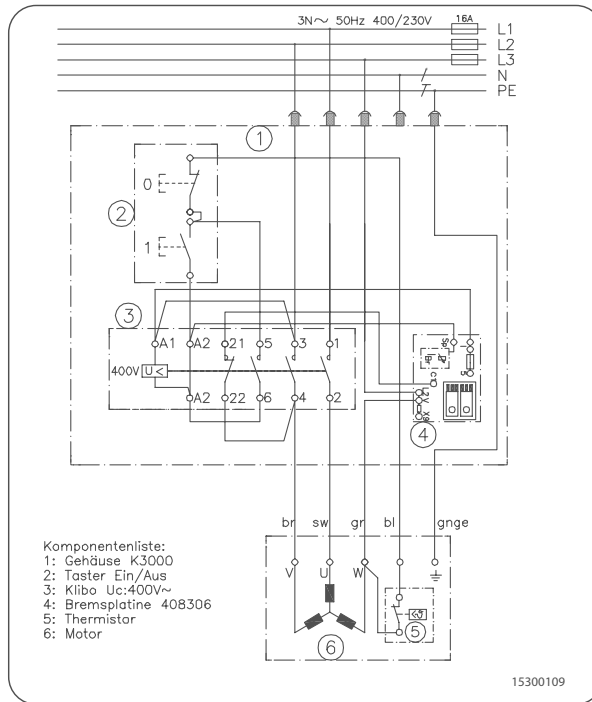 3N~ 50Hz 400/230V
16A
L1
L2
L3
N
PE
1
0
2
1
3
A1 A2 21 5 3 1
400V U<
A2 22 6 4 2
4
br sw gr bl gnge
V U W
5
6
Komponentenliste:
1: Gehäuse K3000
2: Taster Ein/Aus
3: Klibo Uc:400V~
4: Bremsplatine 408306
5: Thermistor
6: Motor
15300109